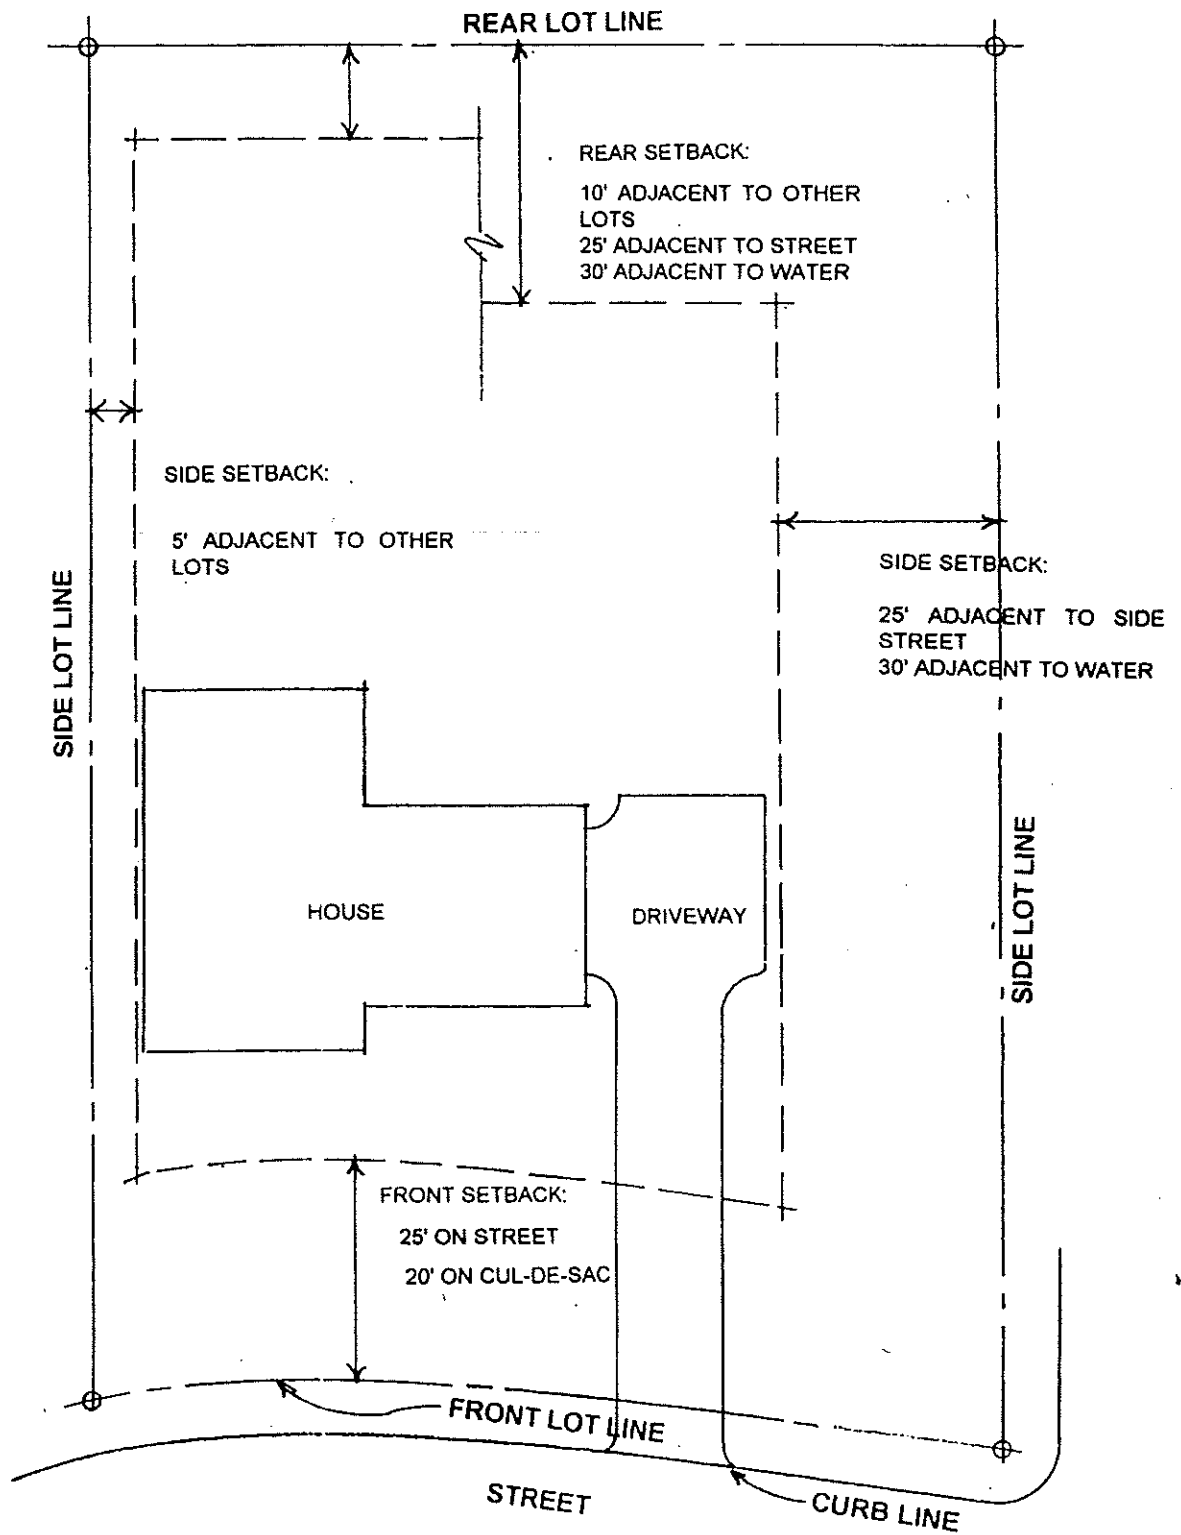 REAR LOT LINE
REAR SETBACK:
10' ADJACENT TO OTHER
LOTS
25' ADJACENT TO STREET
30' ADJACENT TO WATER
SIDE SETBACK:
5' ADJACENT TO OTHER
LOTS
SIDE LOT LINE
SIDE SETBACK:
25' ADJACENT TO SIDE
STREET
30' ADJACENT TO WATER
HOUSE
DRIVEWAY
SIDE LOT LINE
FRONT SETBACK:
25' ON STREET
20' ON CUL-DE-SAC
FRONT LOT LINE
STREET
CURB LINE